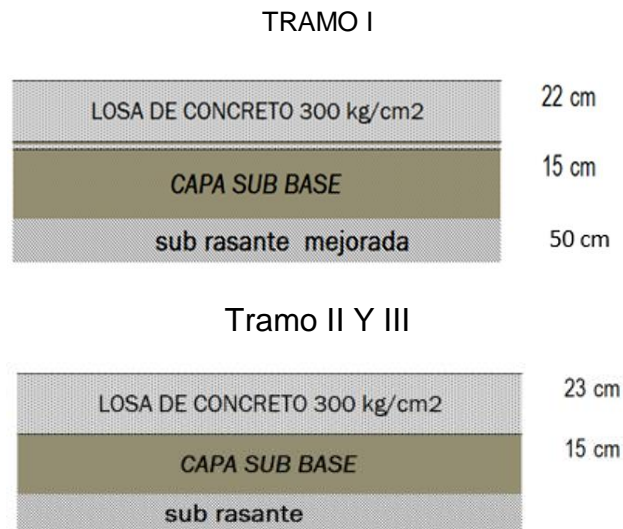 TRAMO I
LOSA DE CONCRETO 300 kg/cm2 22 cm
CAPA SUB BASE 15 cm
sub rasante mejorada 50 cm
Tramo II Y III
LOSA DE CONCRETO 300 kg/cm2 23 cm
CAPA SUB BASE 15 cm
sub rasante